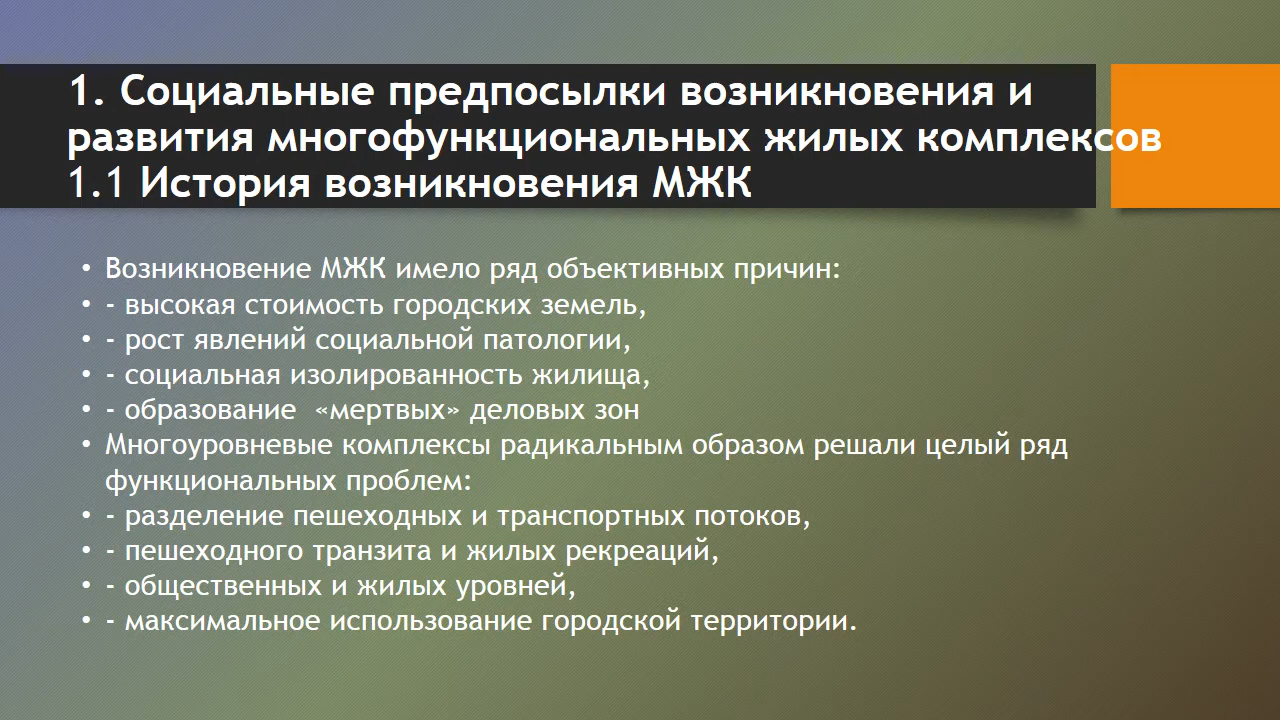 1. Социальные предпосылки возникновения и
развития многофункциональных жилых комплексов
1.1 История возникновения МЖК
• Возникновение МЖК имело ряд объективных причин:
• - высокая стоимость городских земель,
• - рост явлений социальной патологии,
• - социальная изолированность жилища,
• - образование  «мертвых» деловых зон
• Многоуровневые комплексы радикальным образом решали целый ряд
функциональных проблем:
• - разделение пешеходных и транспортных потоков,
• - пешеходного транзита и жилых рекреаций,
• - общественных и жилых уровней,
• - максимальное использование городской территории.